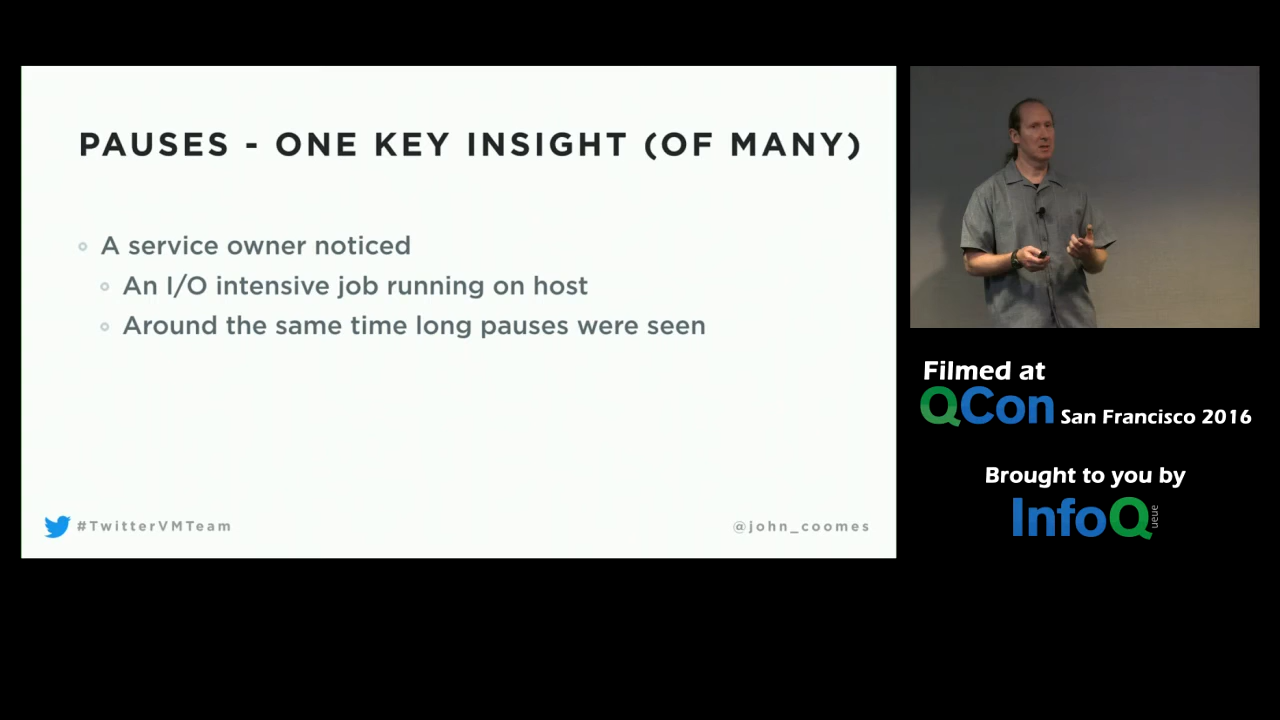 PAUSES - ONE KEY INSIGHT (OF MANY)
A service owner noticed
An I/O intensive job running on host
Around the same time long pauses were seen
#TwitterVMTeam
@john_coomes
Filmed at
QCon San Francisco 2016
Brought to you by
InfoQ
ueue